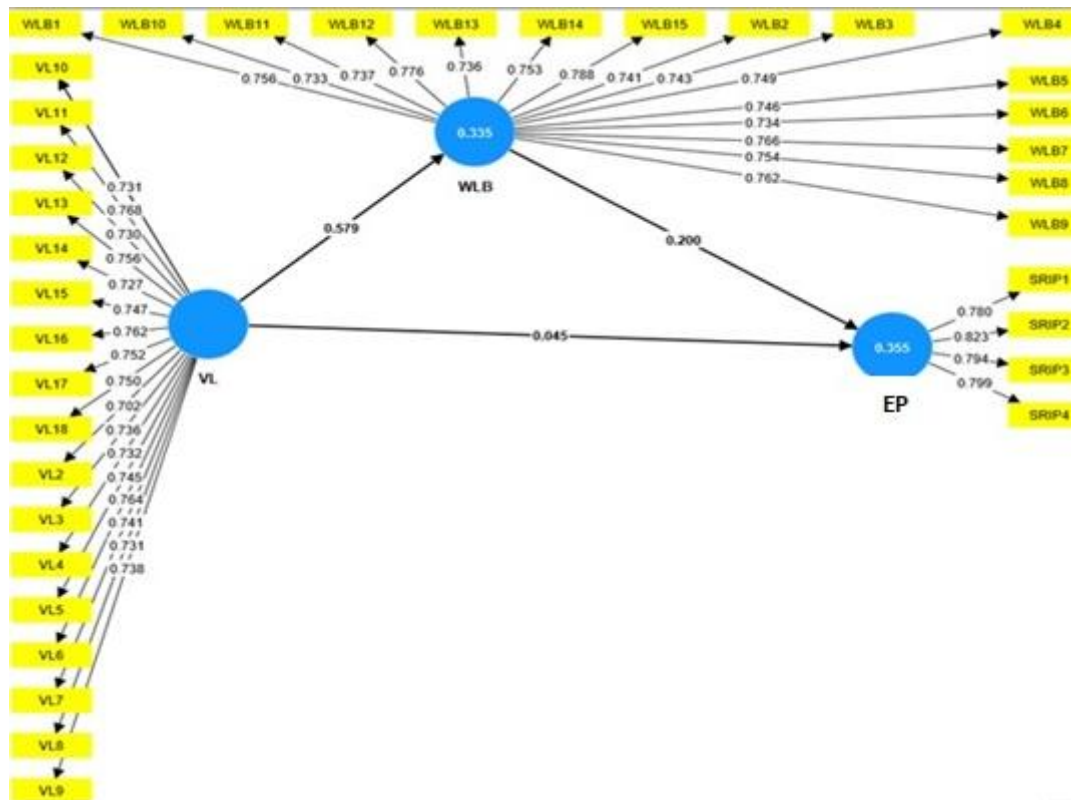 WLB1 WLB10 WLB11 WLB12 WLB13 WLB14 WLB15 WLB2 WLB3 WLB4
0.756 0.733 0.737 0.776 0.736 0.753 0.788 0.741 0.743 0.749
VL10
VL11
VL12
VL13
VL14
VL15
VL16
VL17
VL18
VL2
VL3
VL4
VL5
VL6
VL7
VL8
VL9
0.731
0.768
0.730
0.756
0.727
0.747
0.762
0.752
0.750
0.702
0.736
0.732
0.745
0.764
0.741
0.731
0.738
VL
0.579
0.335
WLB
0.746
0.734
0.766
0.754
0.762
WLB5
WLB6
WLB7
WLB8
WLB9
0.200
0.045
0.355
EP
0.780
0.823
0.794
0.799
SRIP1
SRIP2
SRIP3
SRIP4